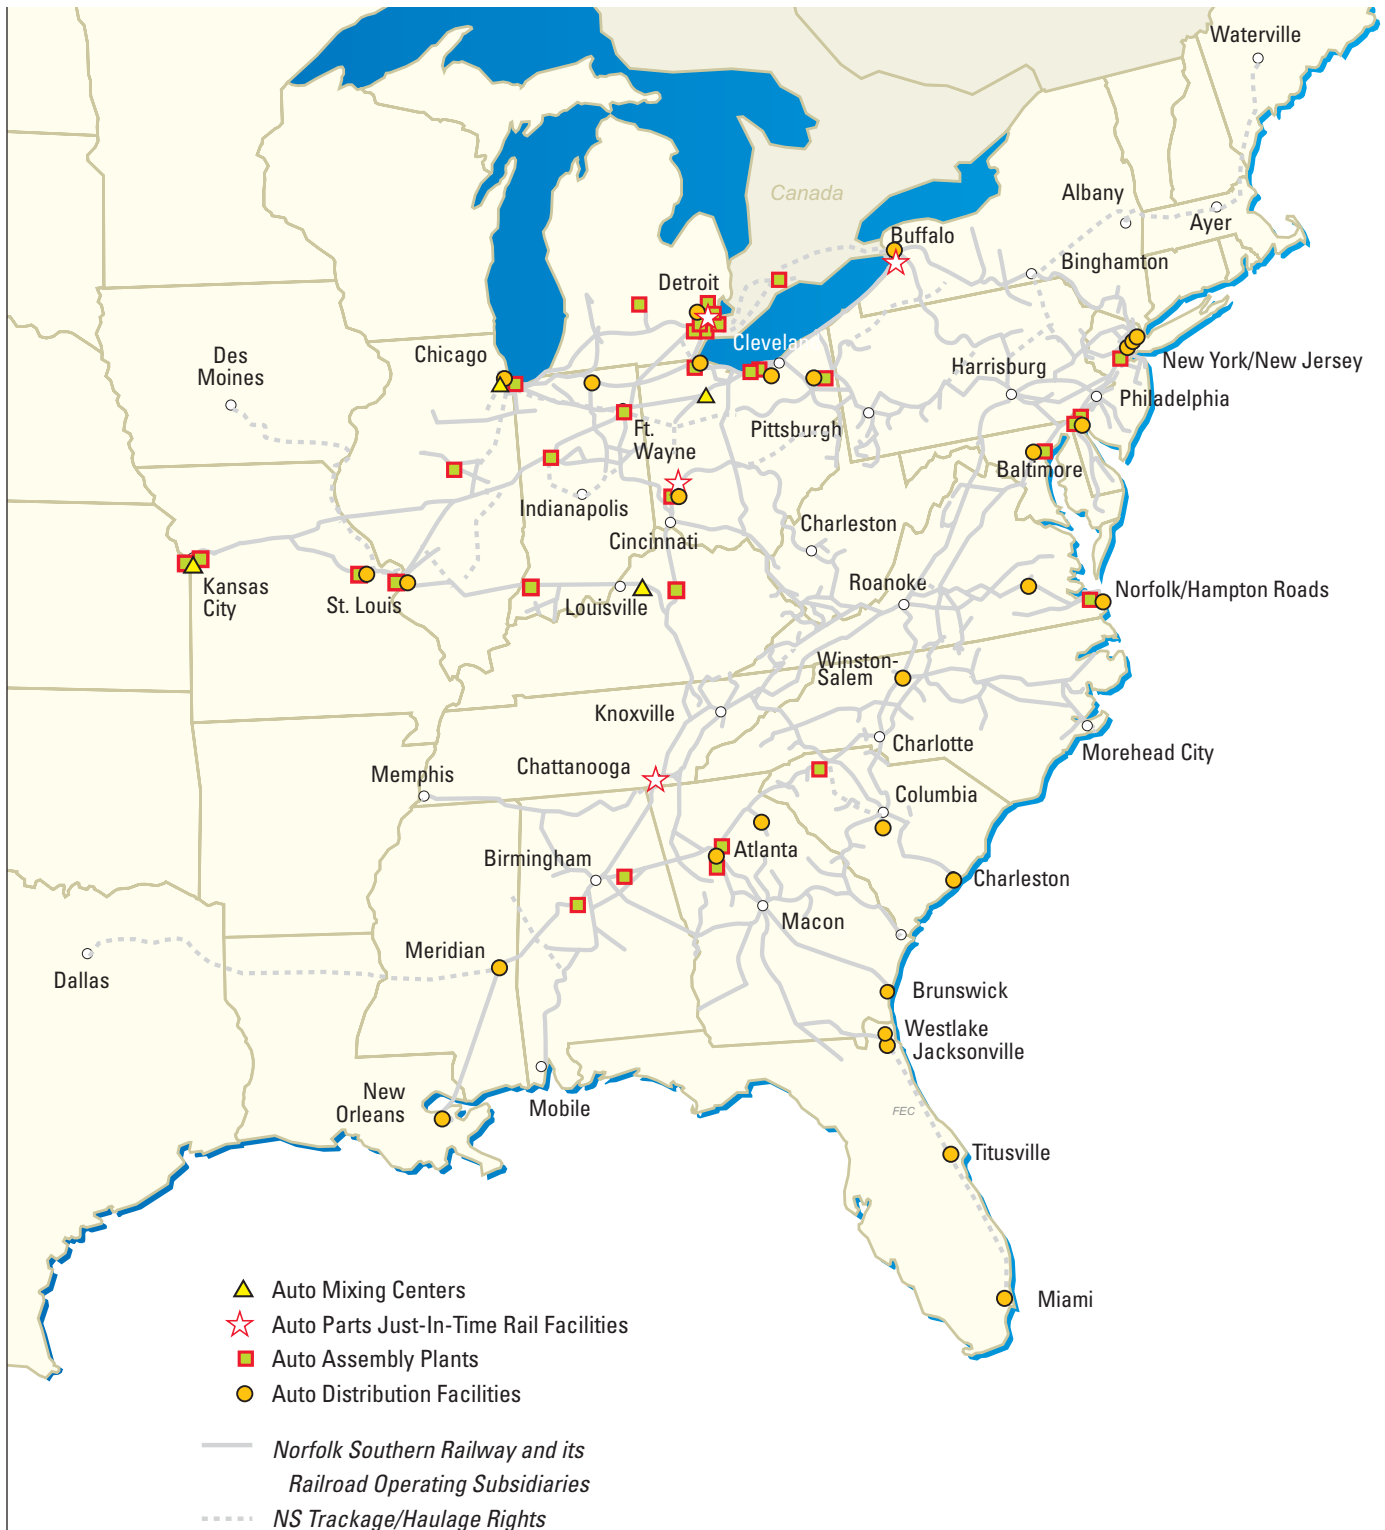 Waterville
Canada
Albany
Ayer
Buffalo
Binghamton
Detroit
Chicago
Cleveland
Des
Moines
Harrisburg
New York/New Jersey
Philadelphia
Ft.
Wayne
Pittsburgh
Baltimore
Indianapolis
Cincinnati
Charleston
Kansas
City
St. Louis
Louisville
Roanoke
Norfolk/Hampton Roads
Winston-
Salem
Knoxville
Charlotte
Morehead City
Chattanooga
Memphis
Columbia
Birmingham
Atlanta
Charleston
Macon
Meridian
Dallas
Brunswick
Westlake
Jacksonville
New
Orleans
Mobile
FEC
Titusville
Miami
Auto Mixing Centers
Auto Parts Just-In-Time Rail Facilities
Auto Assembly Plants
Auto Distribution Facilities
Norfolk Southern Railway and its
Railroad Operating Subsidiaries
NS Trackage/Haulage Rights